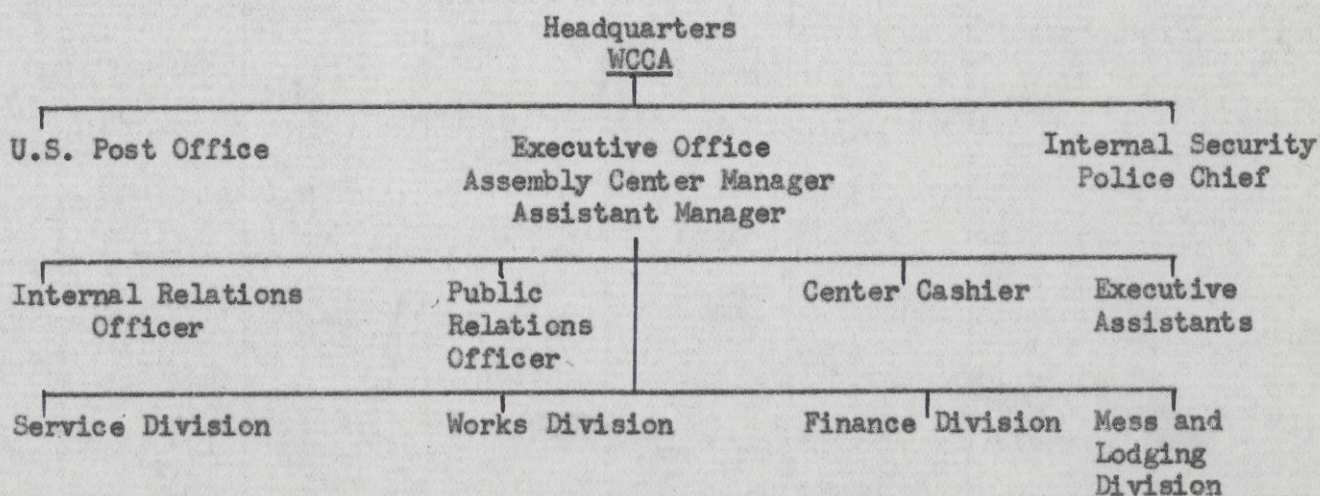 Headquarters
WCCA
U.S. Post Office
Executive Office
Assembly Center Manager
Assistant Manager
Internal Security
Police Chief
Internal Relations
Officer
Public
Relations
Officer
Center Cashier
Executive
Assistants
Service Division
Works Division
Finance Division
Mess and
Lodging
Division